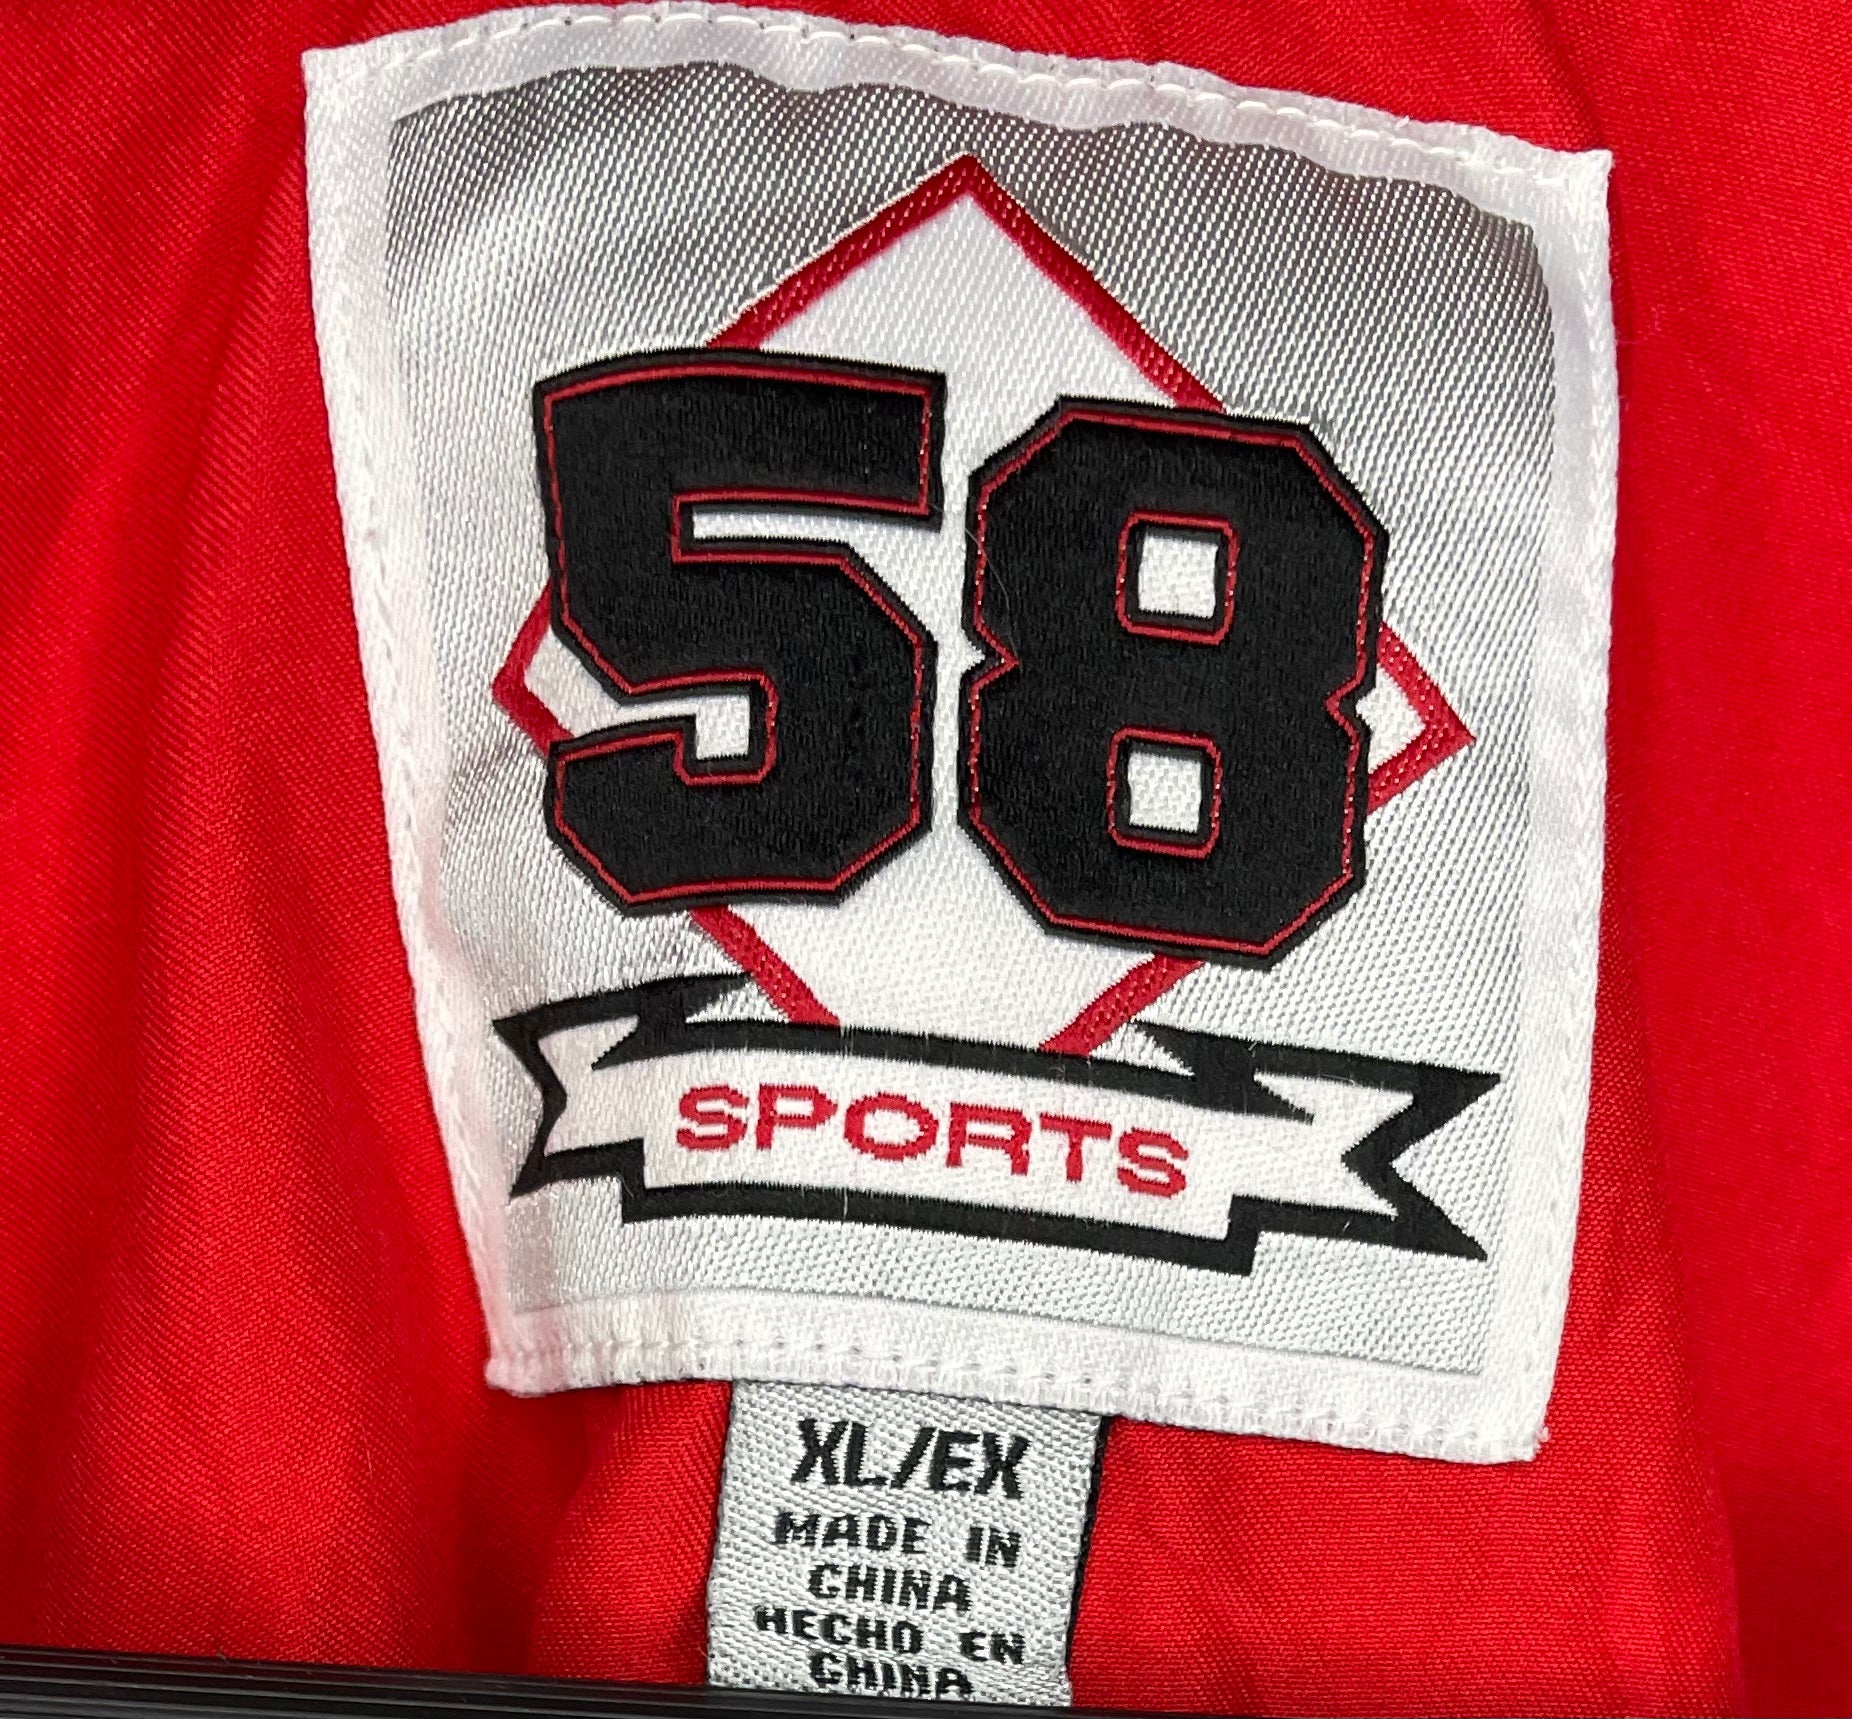 58
SPORTS
XL/EX
MADE IN
CHINA
HECHO EN
CHINA